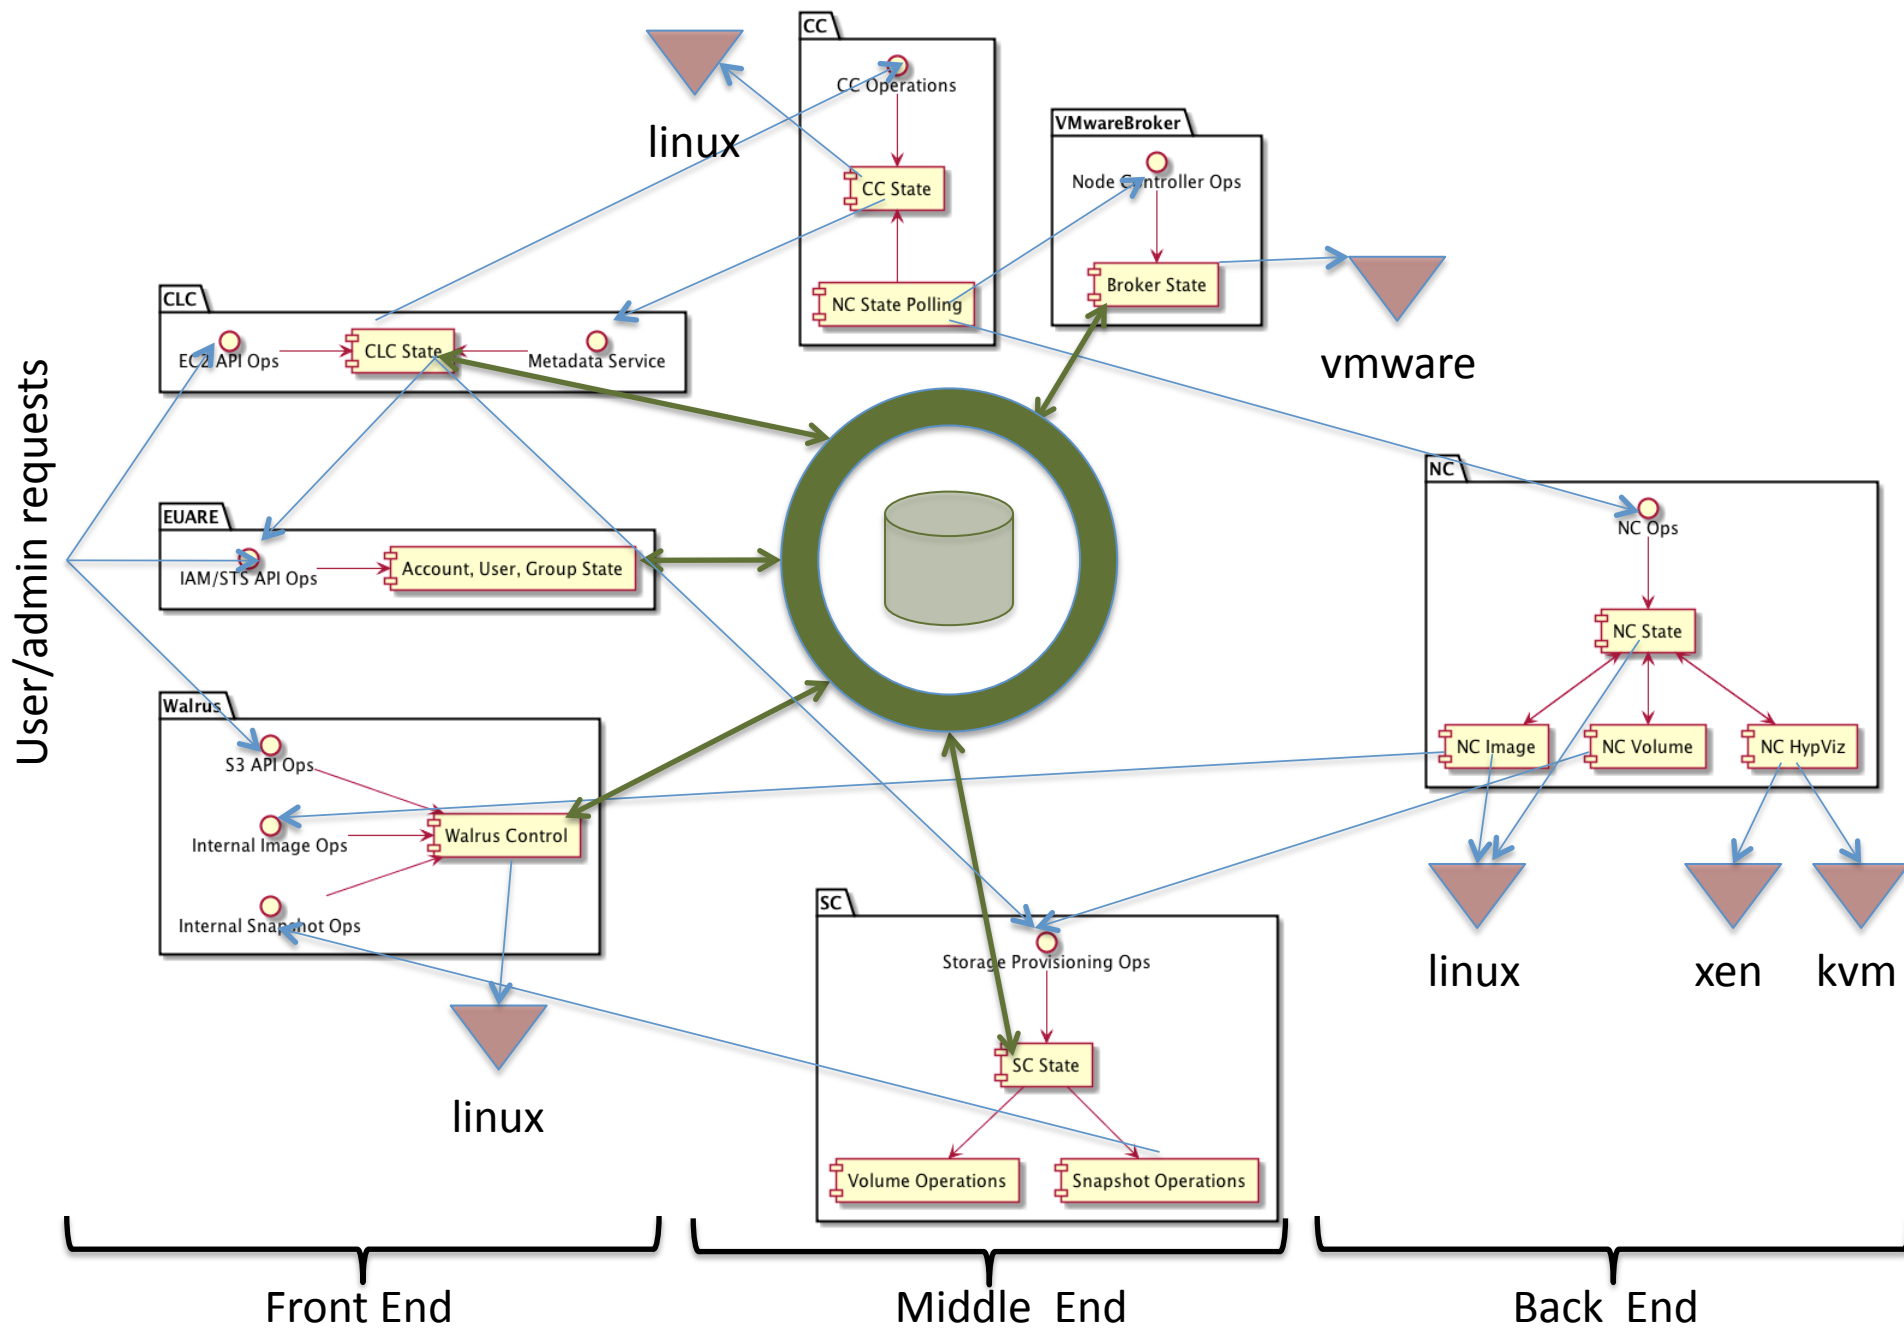 CC
CC Operations
linux
VMwareBroker
Node Controller Ops
CC State
Broker State
NC State Polling
CLC
EC2 API Ops
CLC State
Metadata Service
vmware
User/admin requests
NC
NC Ops
EUARE
IAM/STS API Ops
Account, User, Group State
NC State
Walrus
S3 API Ops
NC Image
NC Volume
NC HypViz
Internal Image Ops
Walrus Control
Internal Snapshot Ops
SC
Storage Provisioning Ops
linux
xen
kvm
SC State
linux
Volume Operations
Snapshot Operations
Front End
Middle End
Back End